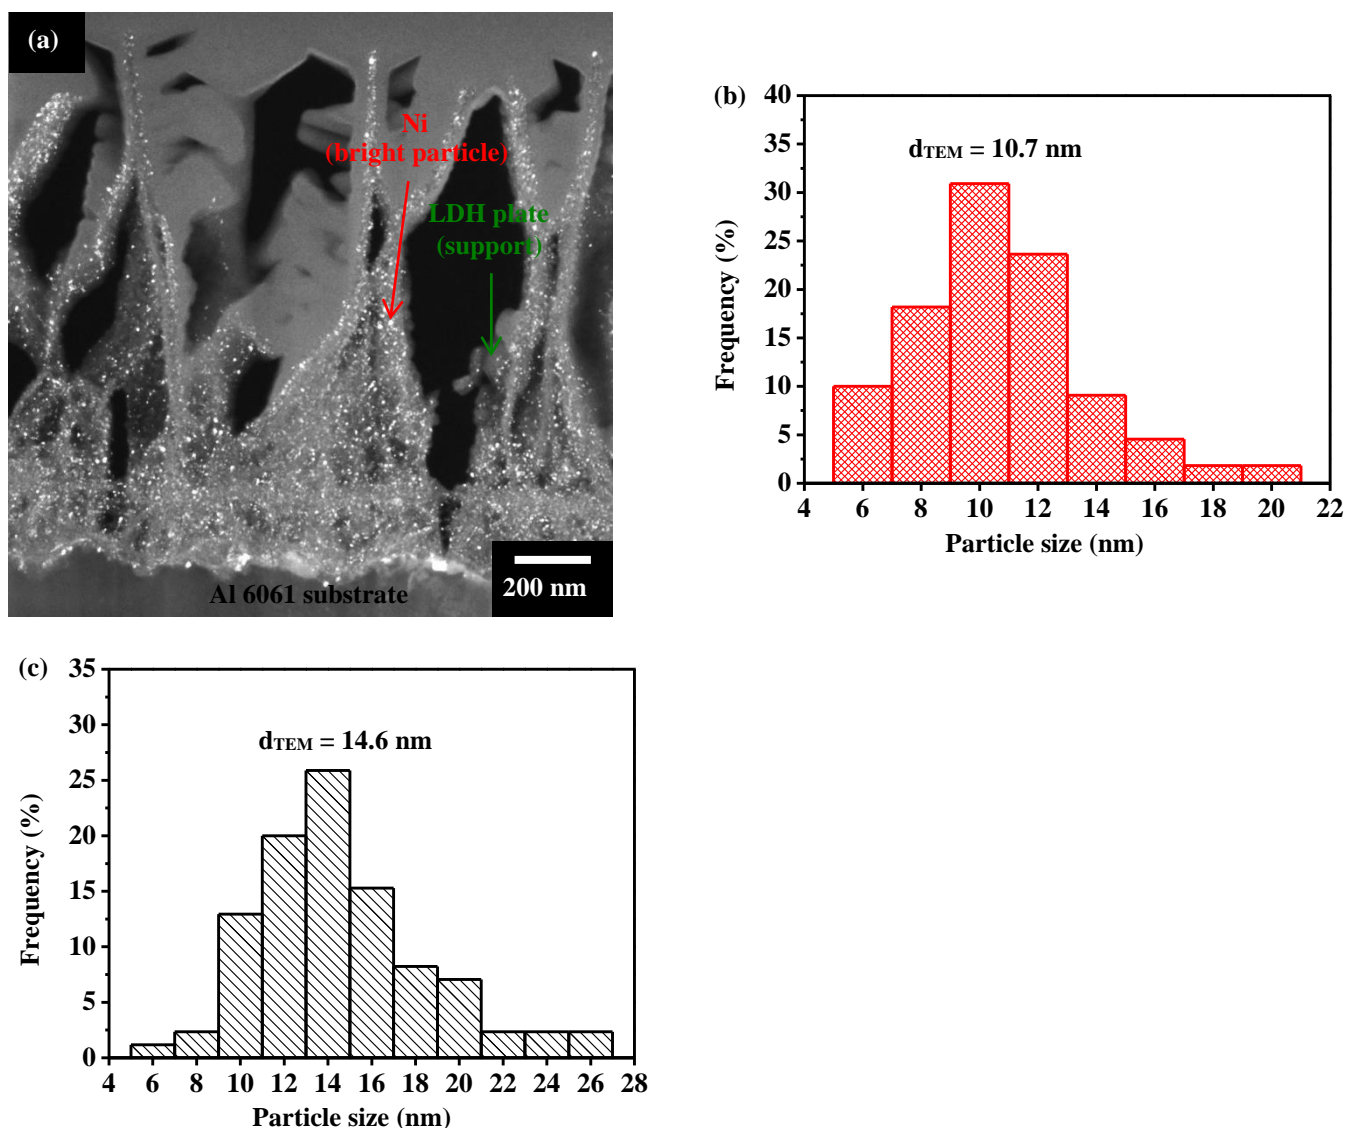 (a)
Ni
(bright particle)
LDH plate
(support)
Al 6061 substrate
200 nm
(b)
40
35
30
25
20
15
10
5
0
Frequency (%)
dTEM = 10.7 nm
4 6 8 10 12 14 16 18 20 22
Particle size (nm)
(c)
35
30
25
20
15
10
5
0
Frequency (%)
dTEM = 14.6 nm
4 6 8 10 12 14 16 18 20 22 24 26 28
Particle size (nm)